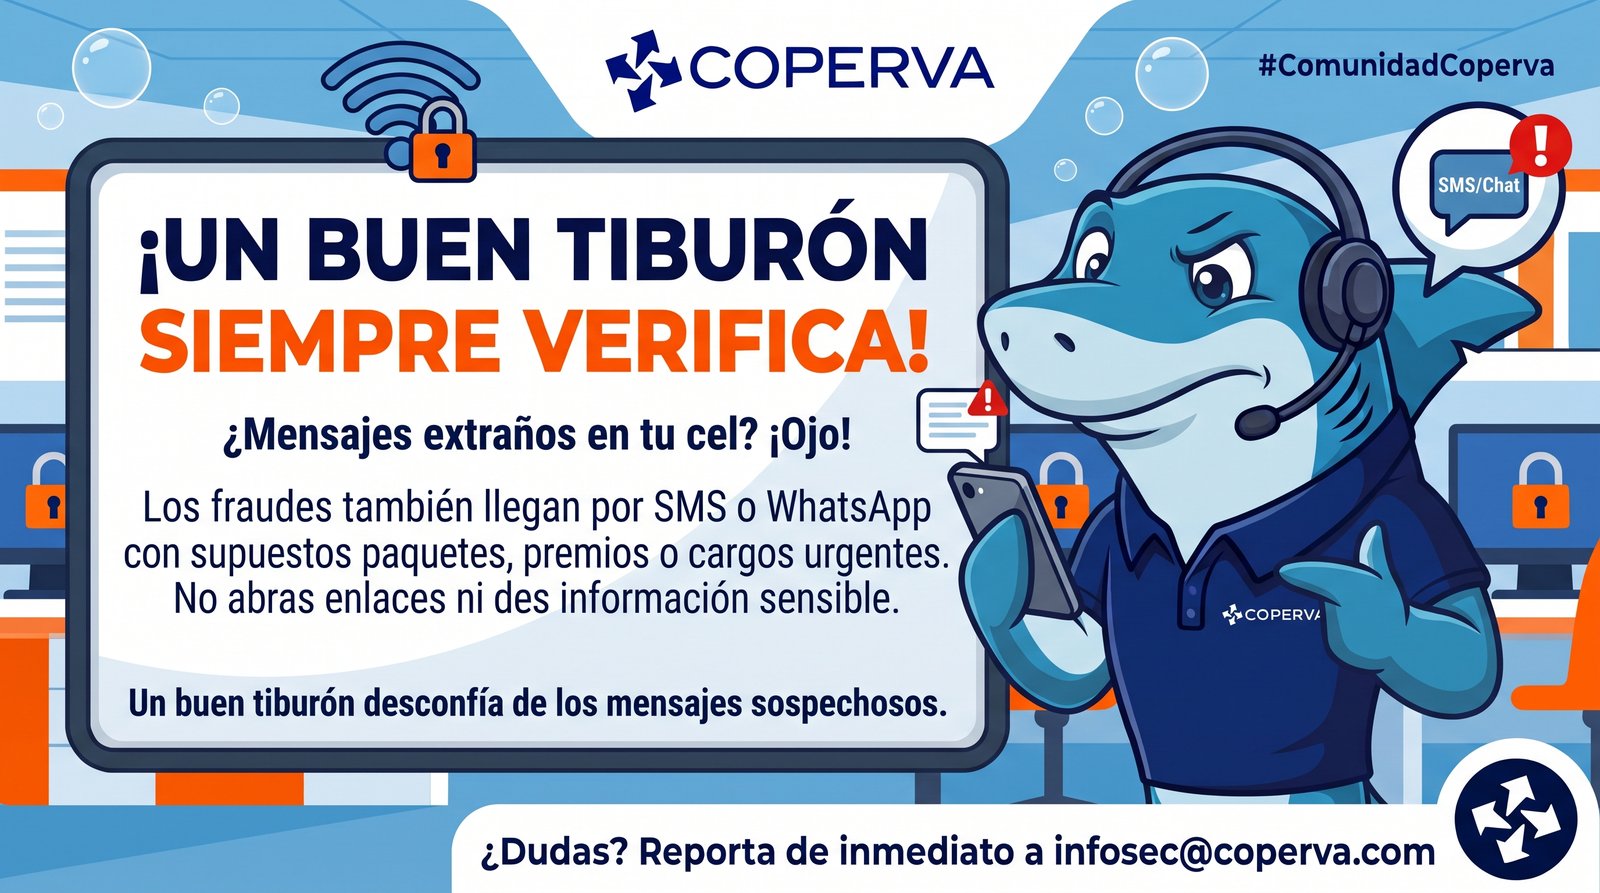 COPERVA
#ComunidadCoperva
SMS/Chat
¡UN BUEN TIBURÓN
SIEMPRE VERIFICA!
¿Mensajes extraños en tu cel? ¡Ojo!
Los fraudes también llegan por SMS o WhatsApp
con supuestos paquetes, premios o cargos urgentes.
No abras enlaces ni des información sensible.
Un buen tiburón desconfía de los mensajes sospechosos.
COPERVA
¿Dudas? Reporta de inmediato a infosec@coperva.com